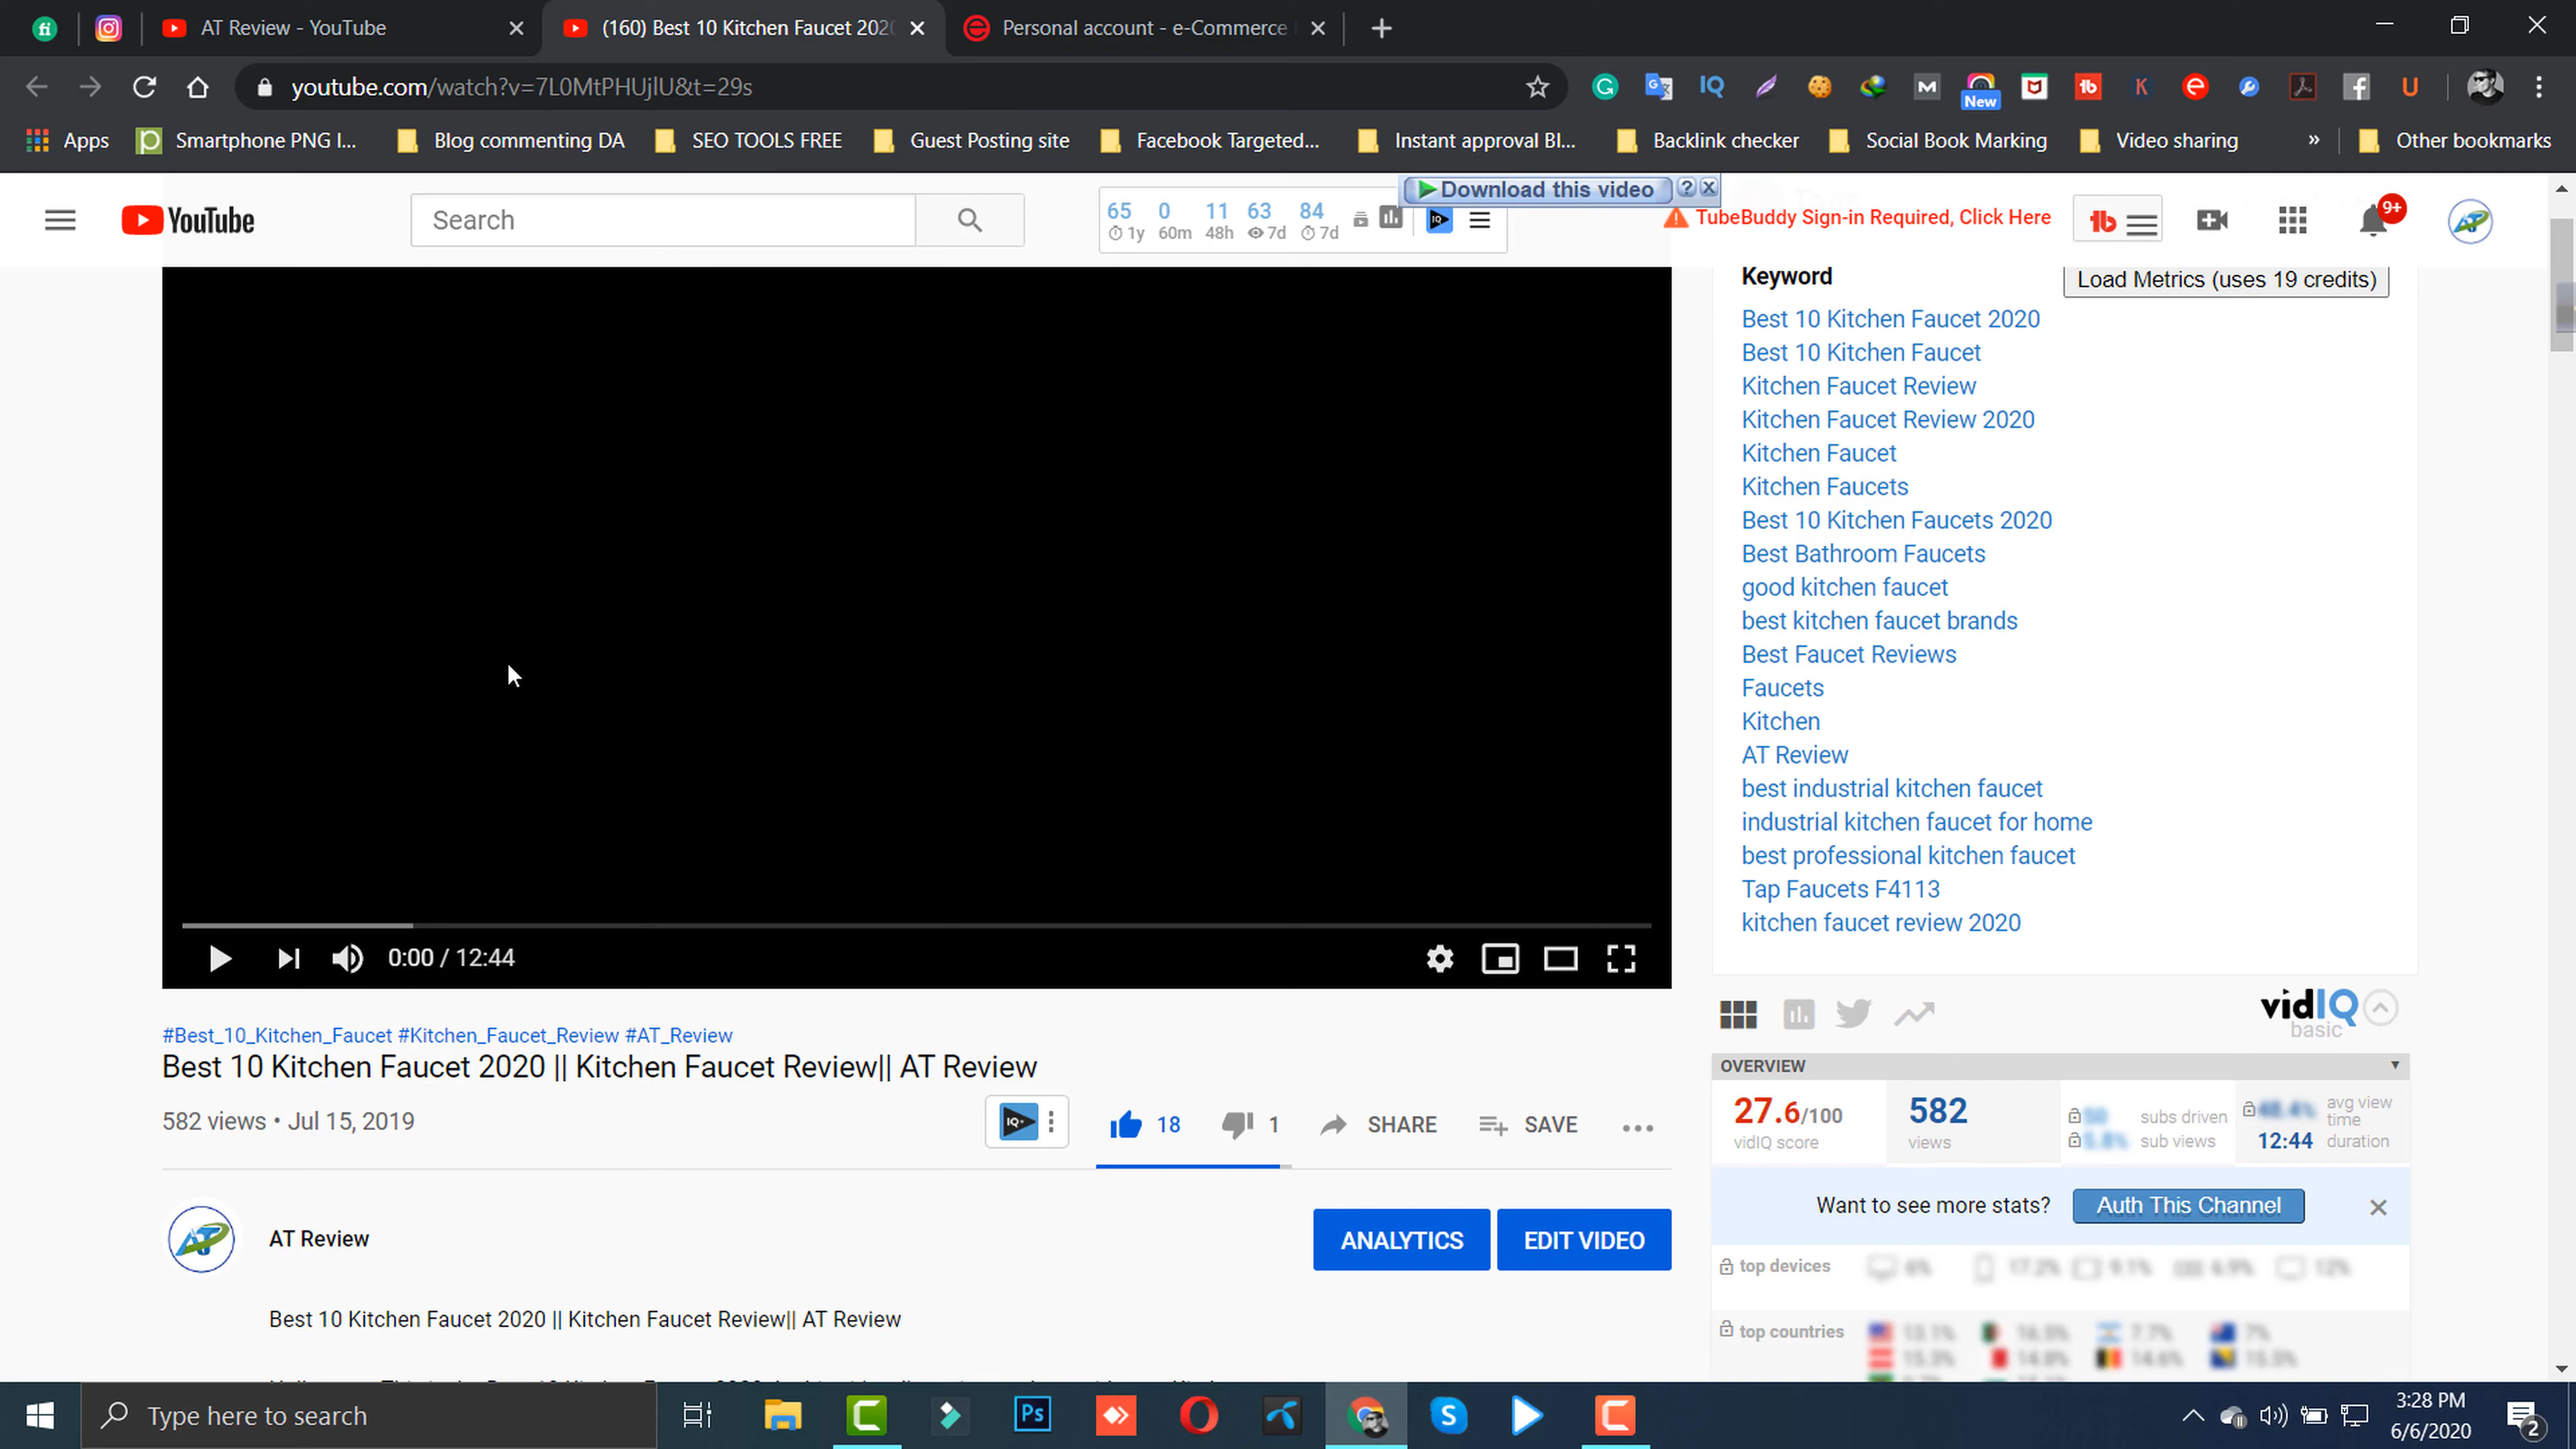 AT Review - YouTube
(160) Best 10 Kitchen Faucet 202
Personal account - e-Commerce
youtube.com/watch?v=7L0MtPHUjlU&t=29s
New
Apps
Smartphone PNG I...
Blog commenting DA
SEO TOOLS FREE
Guest Posting site
Facebook Targeted...
Instant approval Bl...
Backlink checker
Social Book Marking
Video sharing
»
Other bookmarks
YouTube
Search
65 0 11 63 84
1y 60m 48h 7d 7d
Download this video
TubeBuddy Sign-in Required, Click Here
9+
Keyword
Load Metrics (uses 19 credits)
Best 10 Kitchen Faucet 2020
Best 10 Kitchen Faucet
Kitchen Faucet Review
Kitchen Faucet Review 2020
Kitchen Faucet
Kitchen Faucets
Best 10 Kitchen Faucets 2020
Best Bathroom Faucets
good kitchen faucet
best kitchen faucet brands
Best Faucet Reviews
Faucets
Kitchen
AT Review
best industrial kitchen faucet
industrial kitchen faucet for home
best professional kitchen faucet
Tap Faucets F4113
kitchen faucet review 2020
0:00 / 12:44
#Best_10_Kitchen_Faucet #Kitchen_Faucet_Review #AT_Review
Best 10 Kitchen Faucet 2020 || Kitchen Faucet Review|| AT Review
582 views • Jul 15, 2019
IQ+
18
1
SHARE
SAVE
AT Review
ANALYTICS
EDIT VIDEO
Best 10 Kitchen Faucet 2020 || Kitchen Faucet Review|| AT Review
vidIQ
basic
OVERVIEW
27.6/100
vidIQ score
582
views
subs driven
sub views
avg view
time
12:44 duration
Want to see more stats?
Auth This Channel
top devices
top countries
Type here to search
3:28 PM
6/6/2020
2